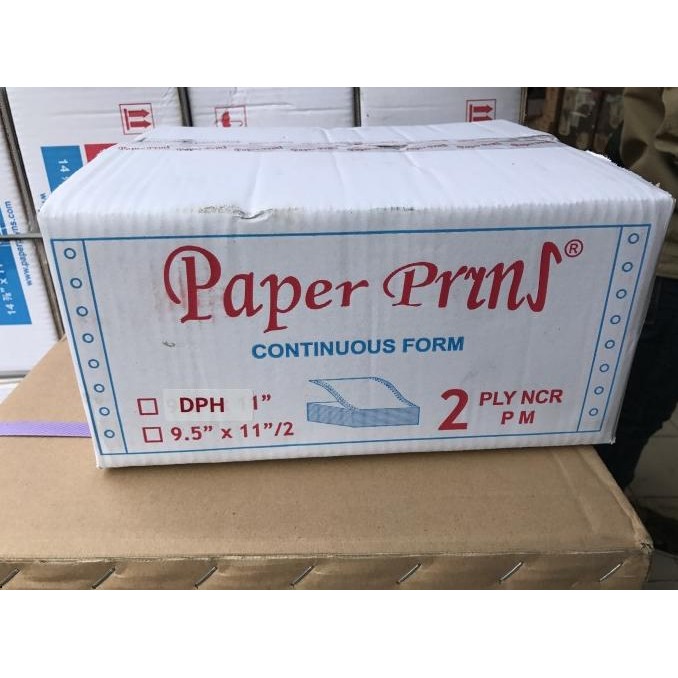 Paper Prins®
CONTINUOUS FORM
DPH 1"
9.5" x 11"/2
2 PLY NCR
P M